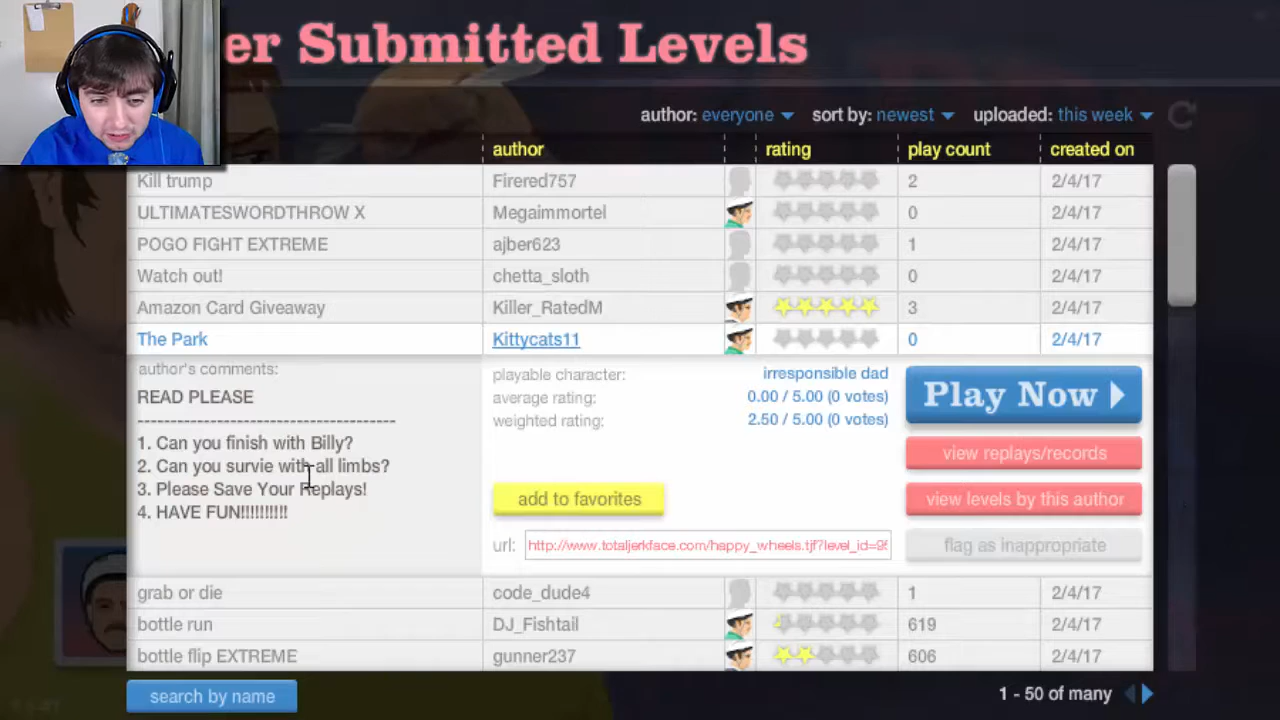 er Submitted Levels
author: everyone sort by: newest uploaded: this week
author rating play count created on
Kill trump Firered757 2 2/4/17
ULTIMATESWORDTHROW X Megaimmortel 0 2/4/17
POGO FIGHT EXTREME ajber623 1 2/4/17
Watch out! chetta_sloth 0 2/4/17
Amazon Card Giveaway Killer_RatedM 3 2/4/17
The Park Kittycats11 0 2/4/17
author's comments:
READ PLEASE
------------------------------------
1. Can you finish with Billy?
2. Can you survie with all limbs?
3. Please Save Your Replays!
4. HAVE FUN!!!!!!!!!!
playable character: irresponsible dad
average rating: 0.00 / 5.00 (0 votes)
weighted rating: 2.50 / 5.00 (0 votes)
add to favorites
url: http://www.totaljerkface.com/happy_wheels.tjf?level_id=9
Play Now
view replays/records
view levels by this author
flag as inappropriate
grab or die code_dude4 1 2/4/17
bottle run DJ_Fishtail 619 2/4/17
bottle flip EXTREME gunner237 606 2/4/17
search by name
1 - 50 of many